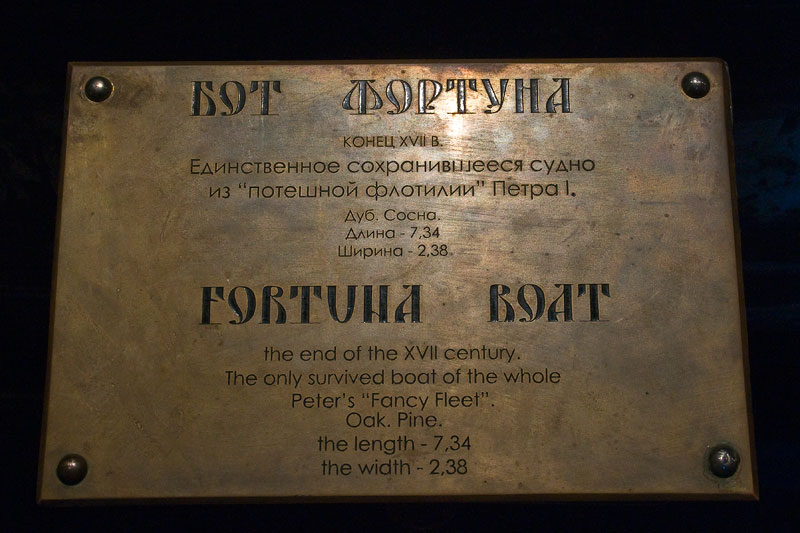 БОТ ФОРТУНА
КОНЕЦ XVII В.
Единственное сохранившееся судно
из "потешной флотилии" Петра I.
Дуб. Сосна.
Длина - 7,34
Ширина - 2,38
FORTUNA BOAT
the end of the XVII century.
The only survived boat of the whole
Peter's "Fancy Fleet".
Oak. Pine.
the length - 7,34
the width - 2,38